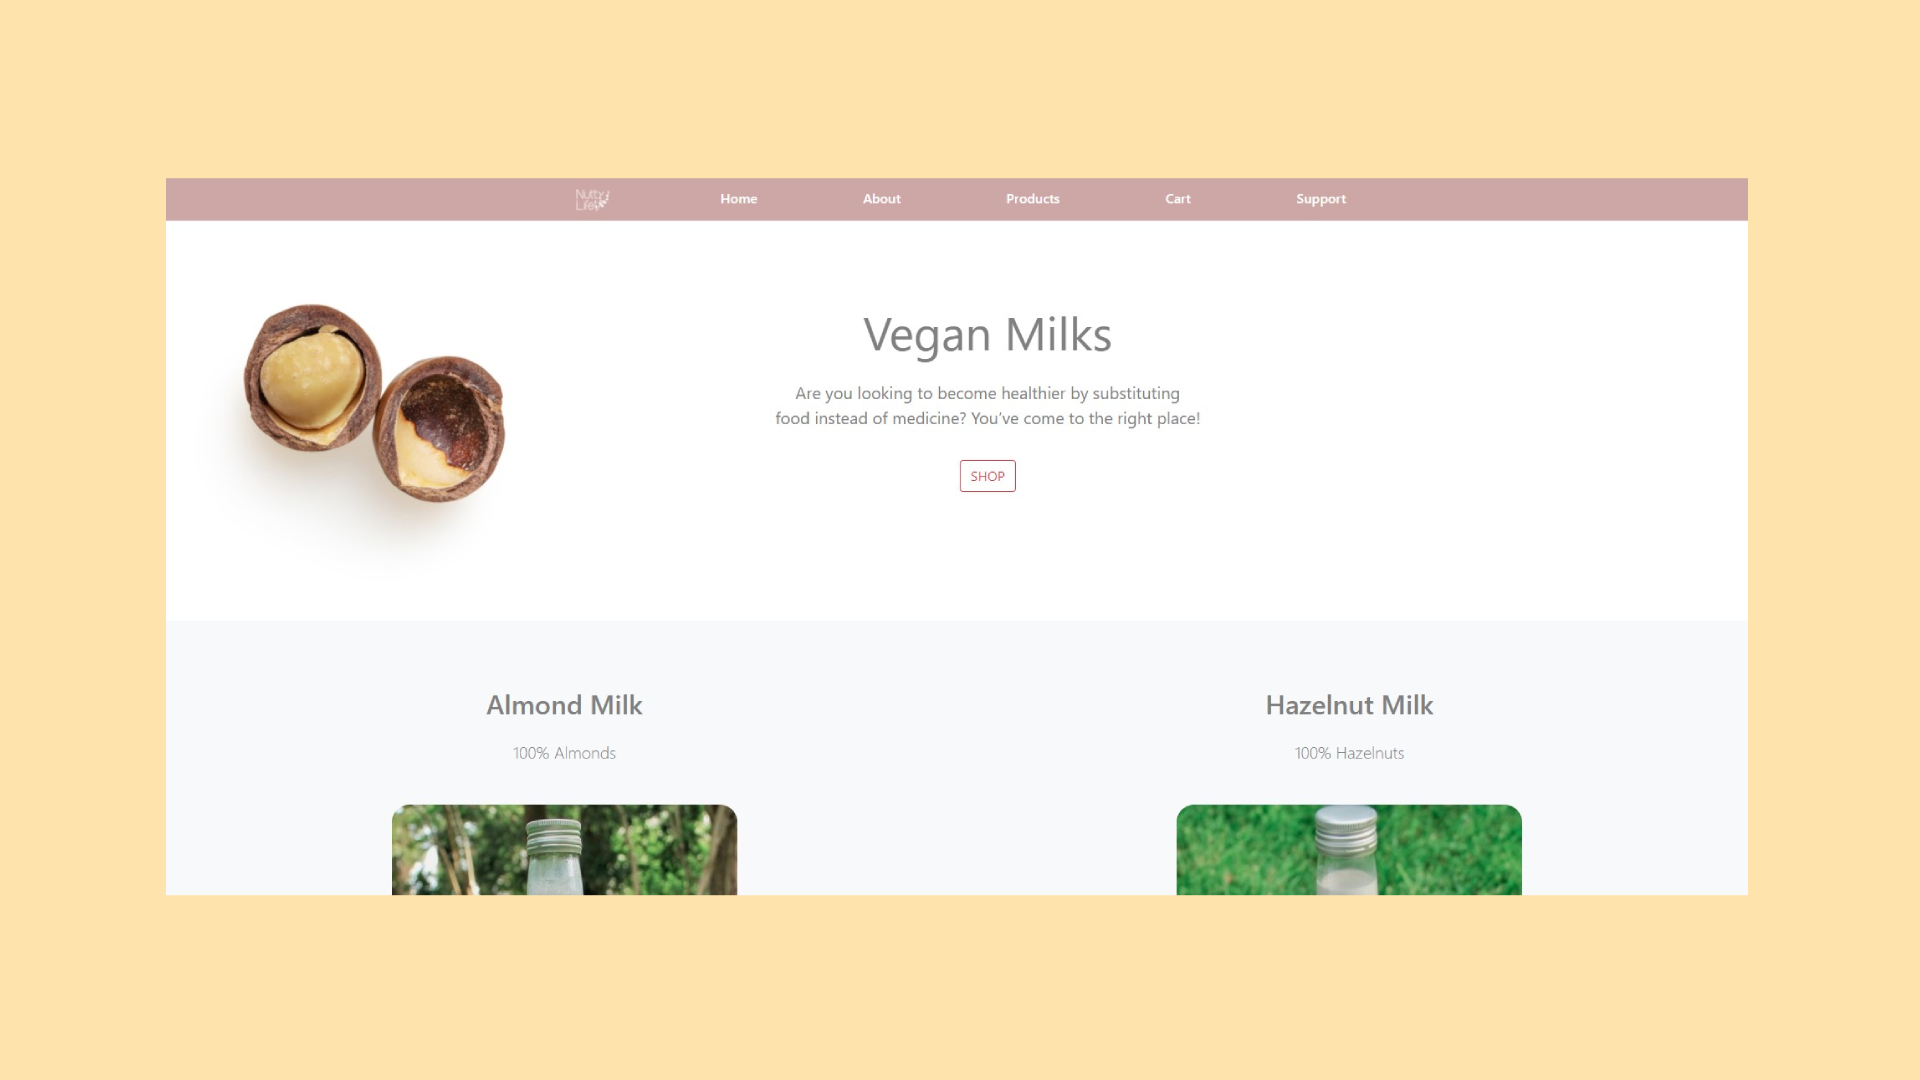 Nutty
Life
Home
About
Products
Cart
Support
Vegan Milks
Are you looking to become healthier by substituting
food instead of medicine? You've come to the right place!
SHOP
Almond Milk
100% Almonds
Hazelnut Milk
100% Hazelnuts